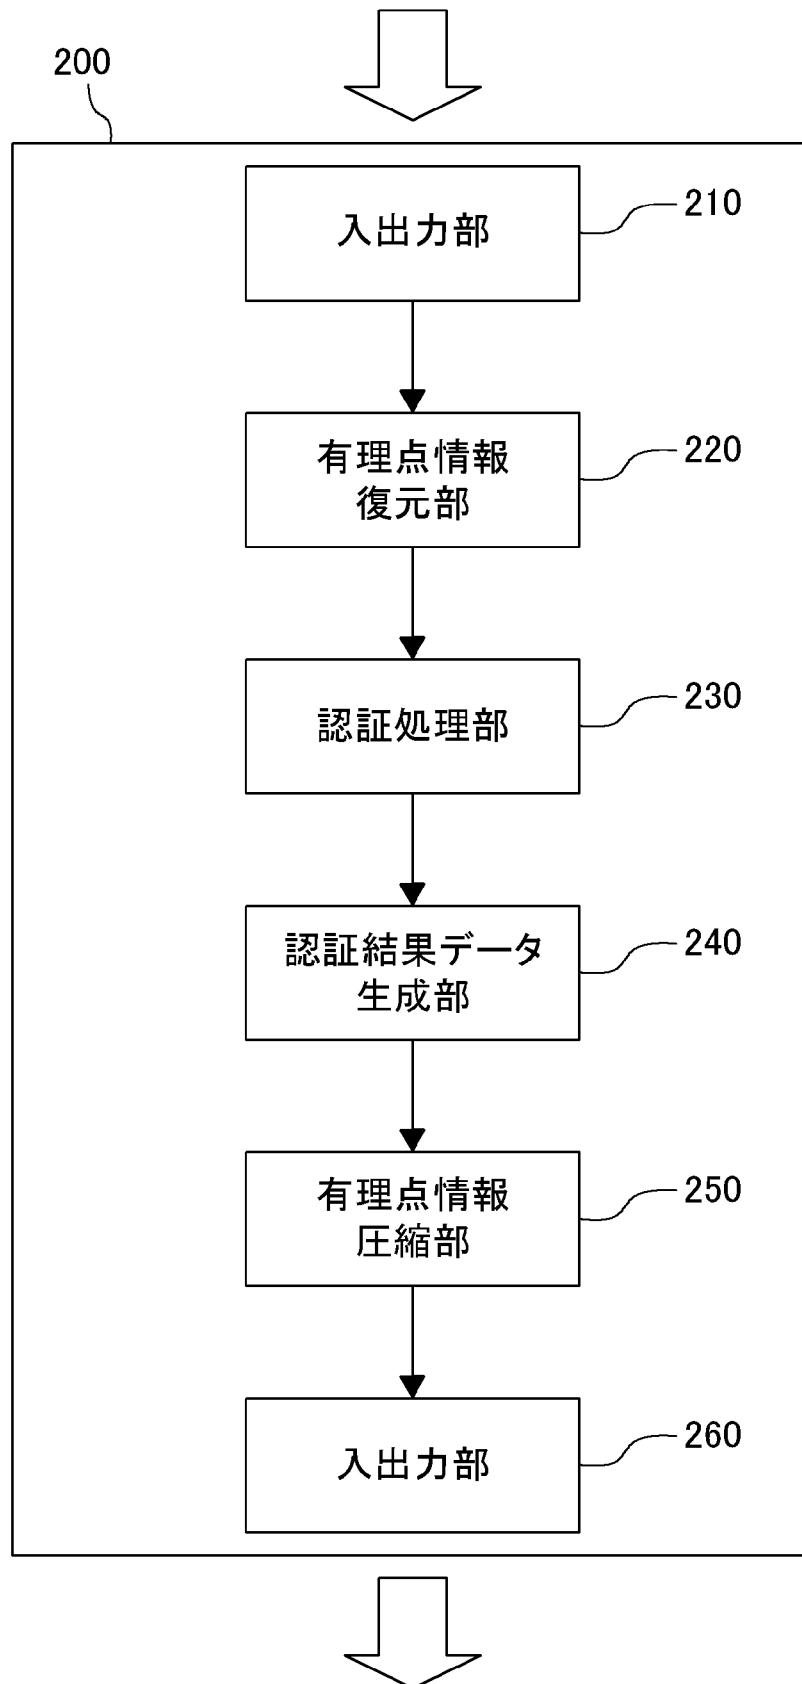 200
入出力部
210
有理点情報
復元部
220
認証処理部
230
認証結果データ
生成部
240
有理点情報
圧縮部
250
入出力部
260